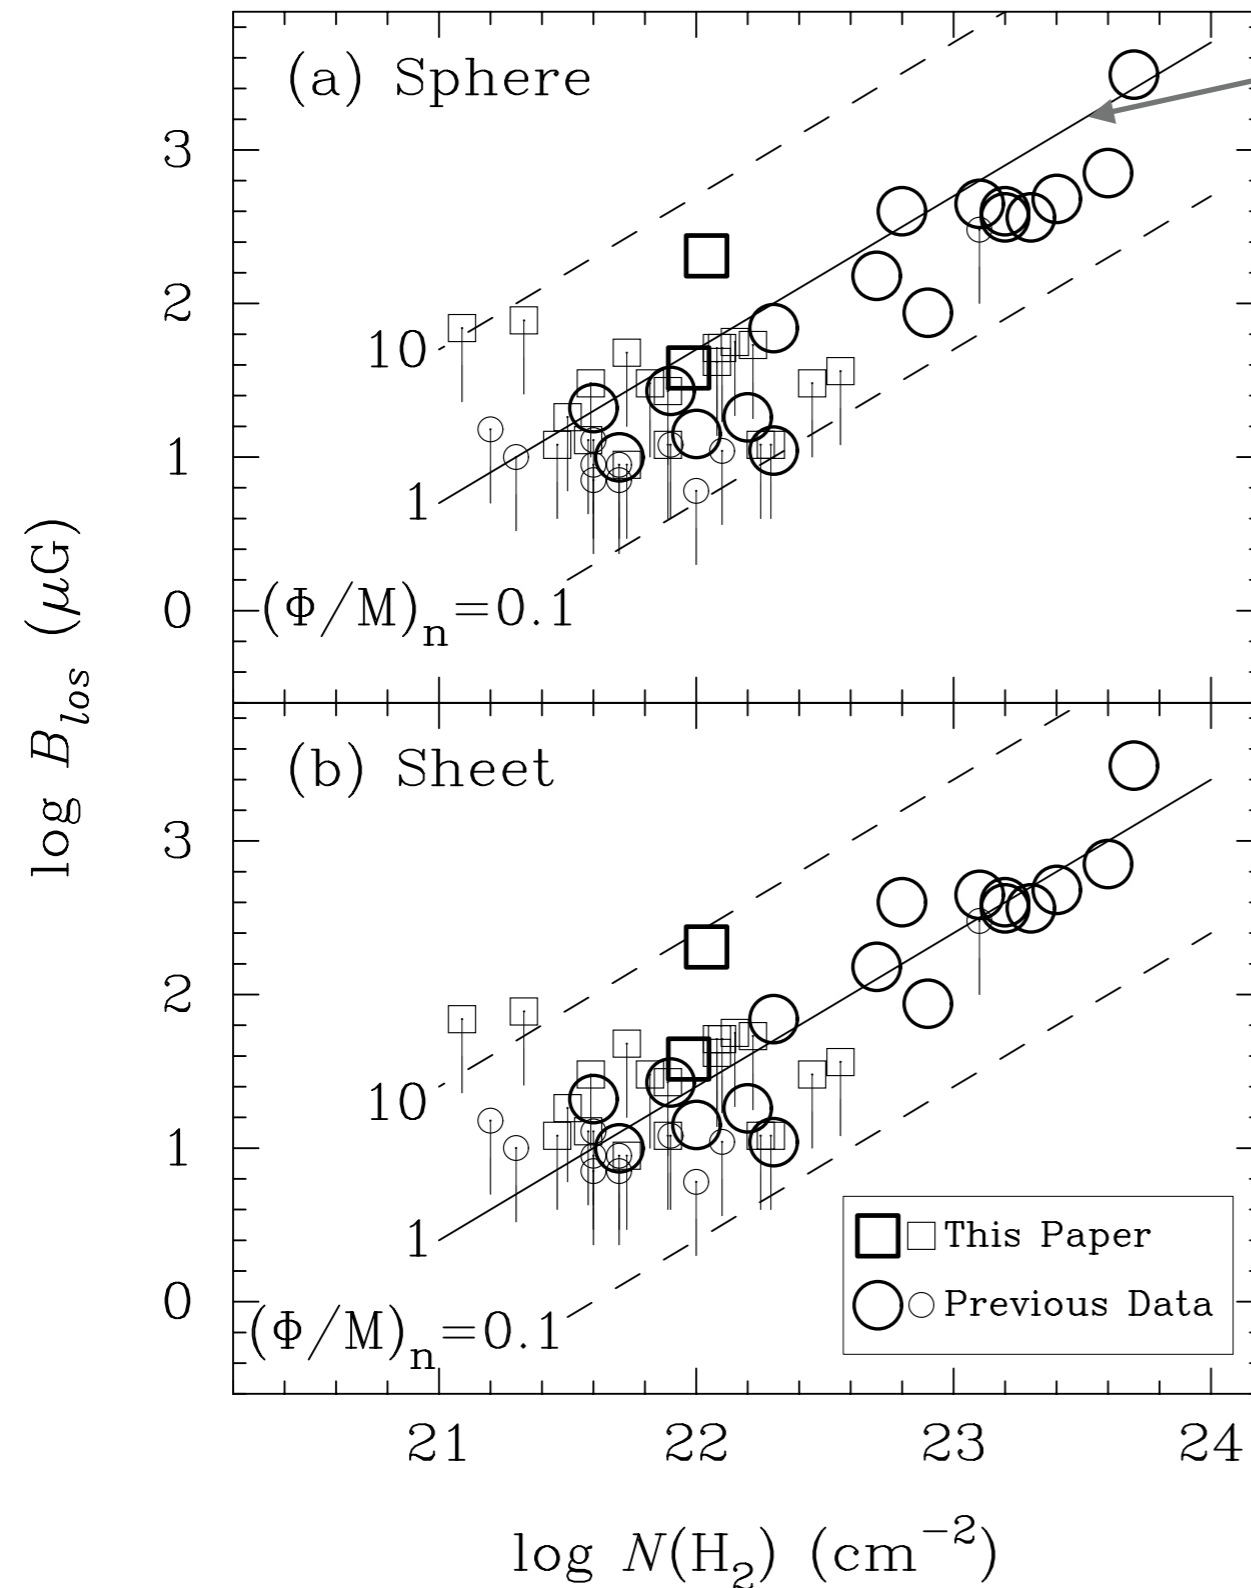 (a) Sphere
3
2
10
1
1
0
(Φ/M)n=0.1
log Blos (μG)
(b) Sheet
3
2
10
1
1
0
(Φ/M)n=0.1
This Paper
Previous Data
21 22 23 24
log N(H2) (cm−2)